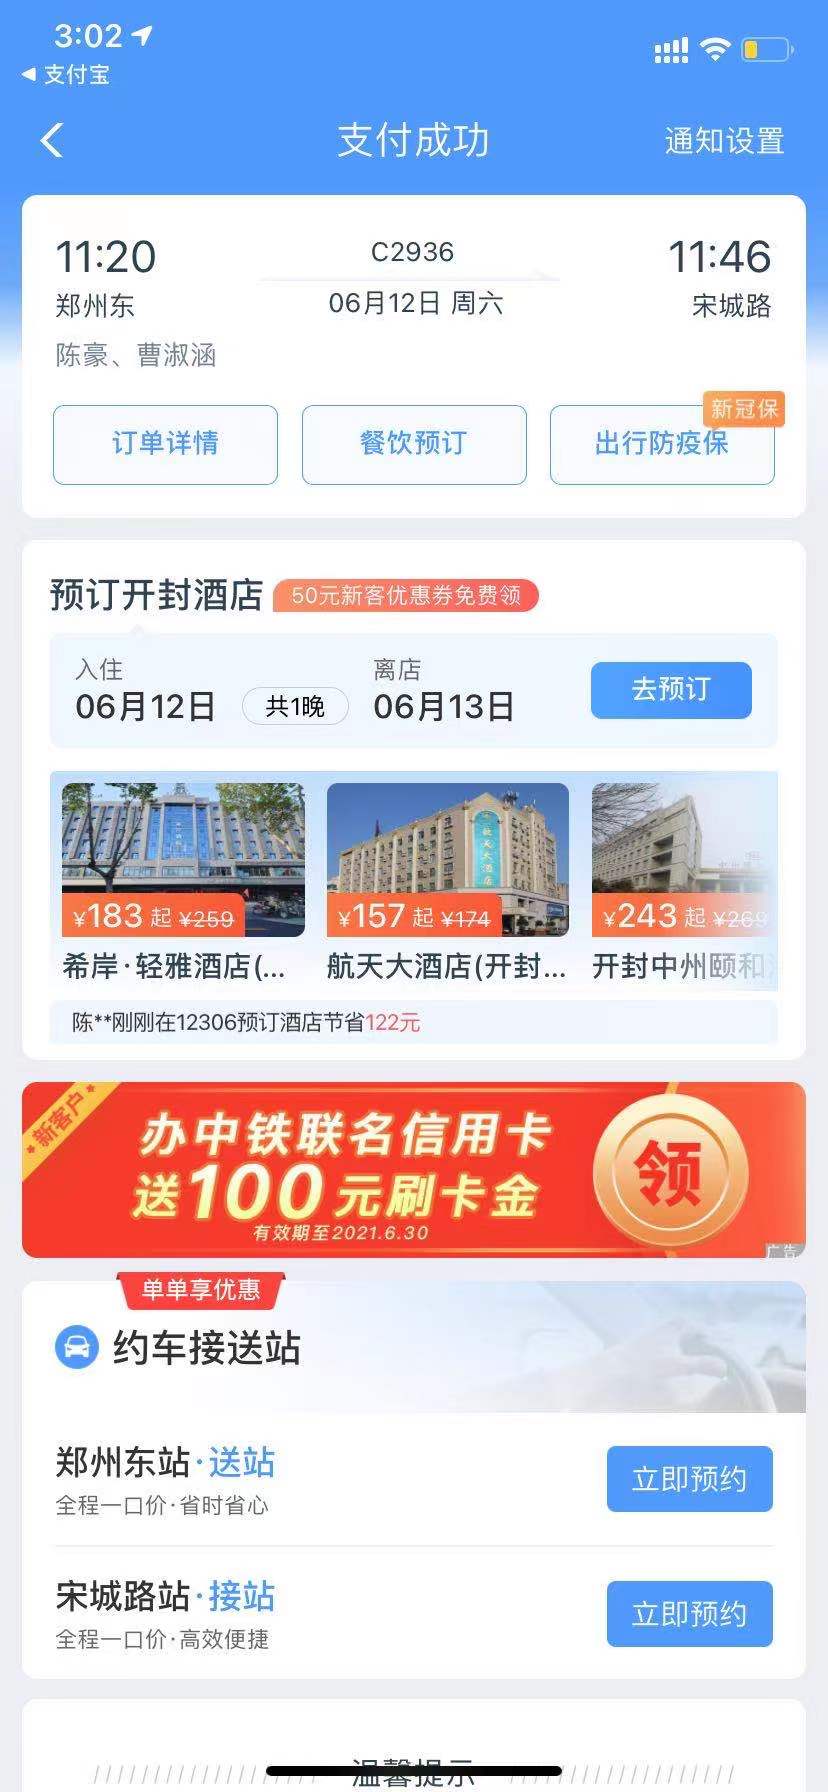 3:02
支付宝
支付成功
通知设置
11:20
C2936
11:46
郑州东
06月12日 周六
宋城路
陈豪、曹淑涵
新冠保
订单详情
餐饮预订
出行防疫保
预订开封酒店
50元新客优惠券免费领
入住
离店
06月12日
共1晚
06月13日
去预订
航天大酒店
¥183 起 ¥259
¥157 起 ¥174
¥243 起 ¥269
希岸·轻雅酒店(...
航天大酒店(开封...
开封中州颐和
陈**刚刚在12306预订酒店节省122元
新客户
办中铁联名信用卡
送100元刷卡金
领
有效期至2021.6.30
广告
单单享优惠
约车接送站
郑州东站·送站
全程一口价·省时省心
立即预约
宋城路站·接站
全程一口价·高效便捷
立即预约
温馨提示